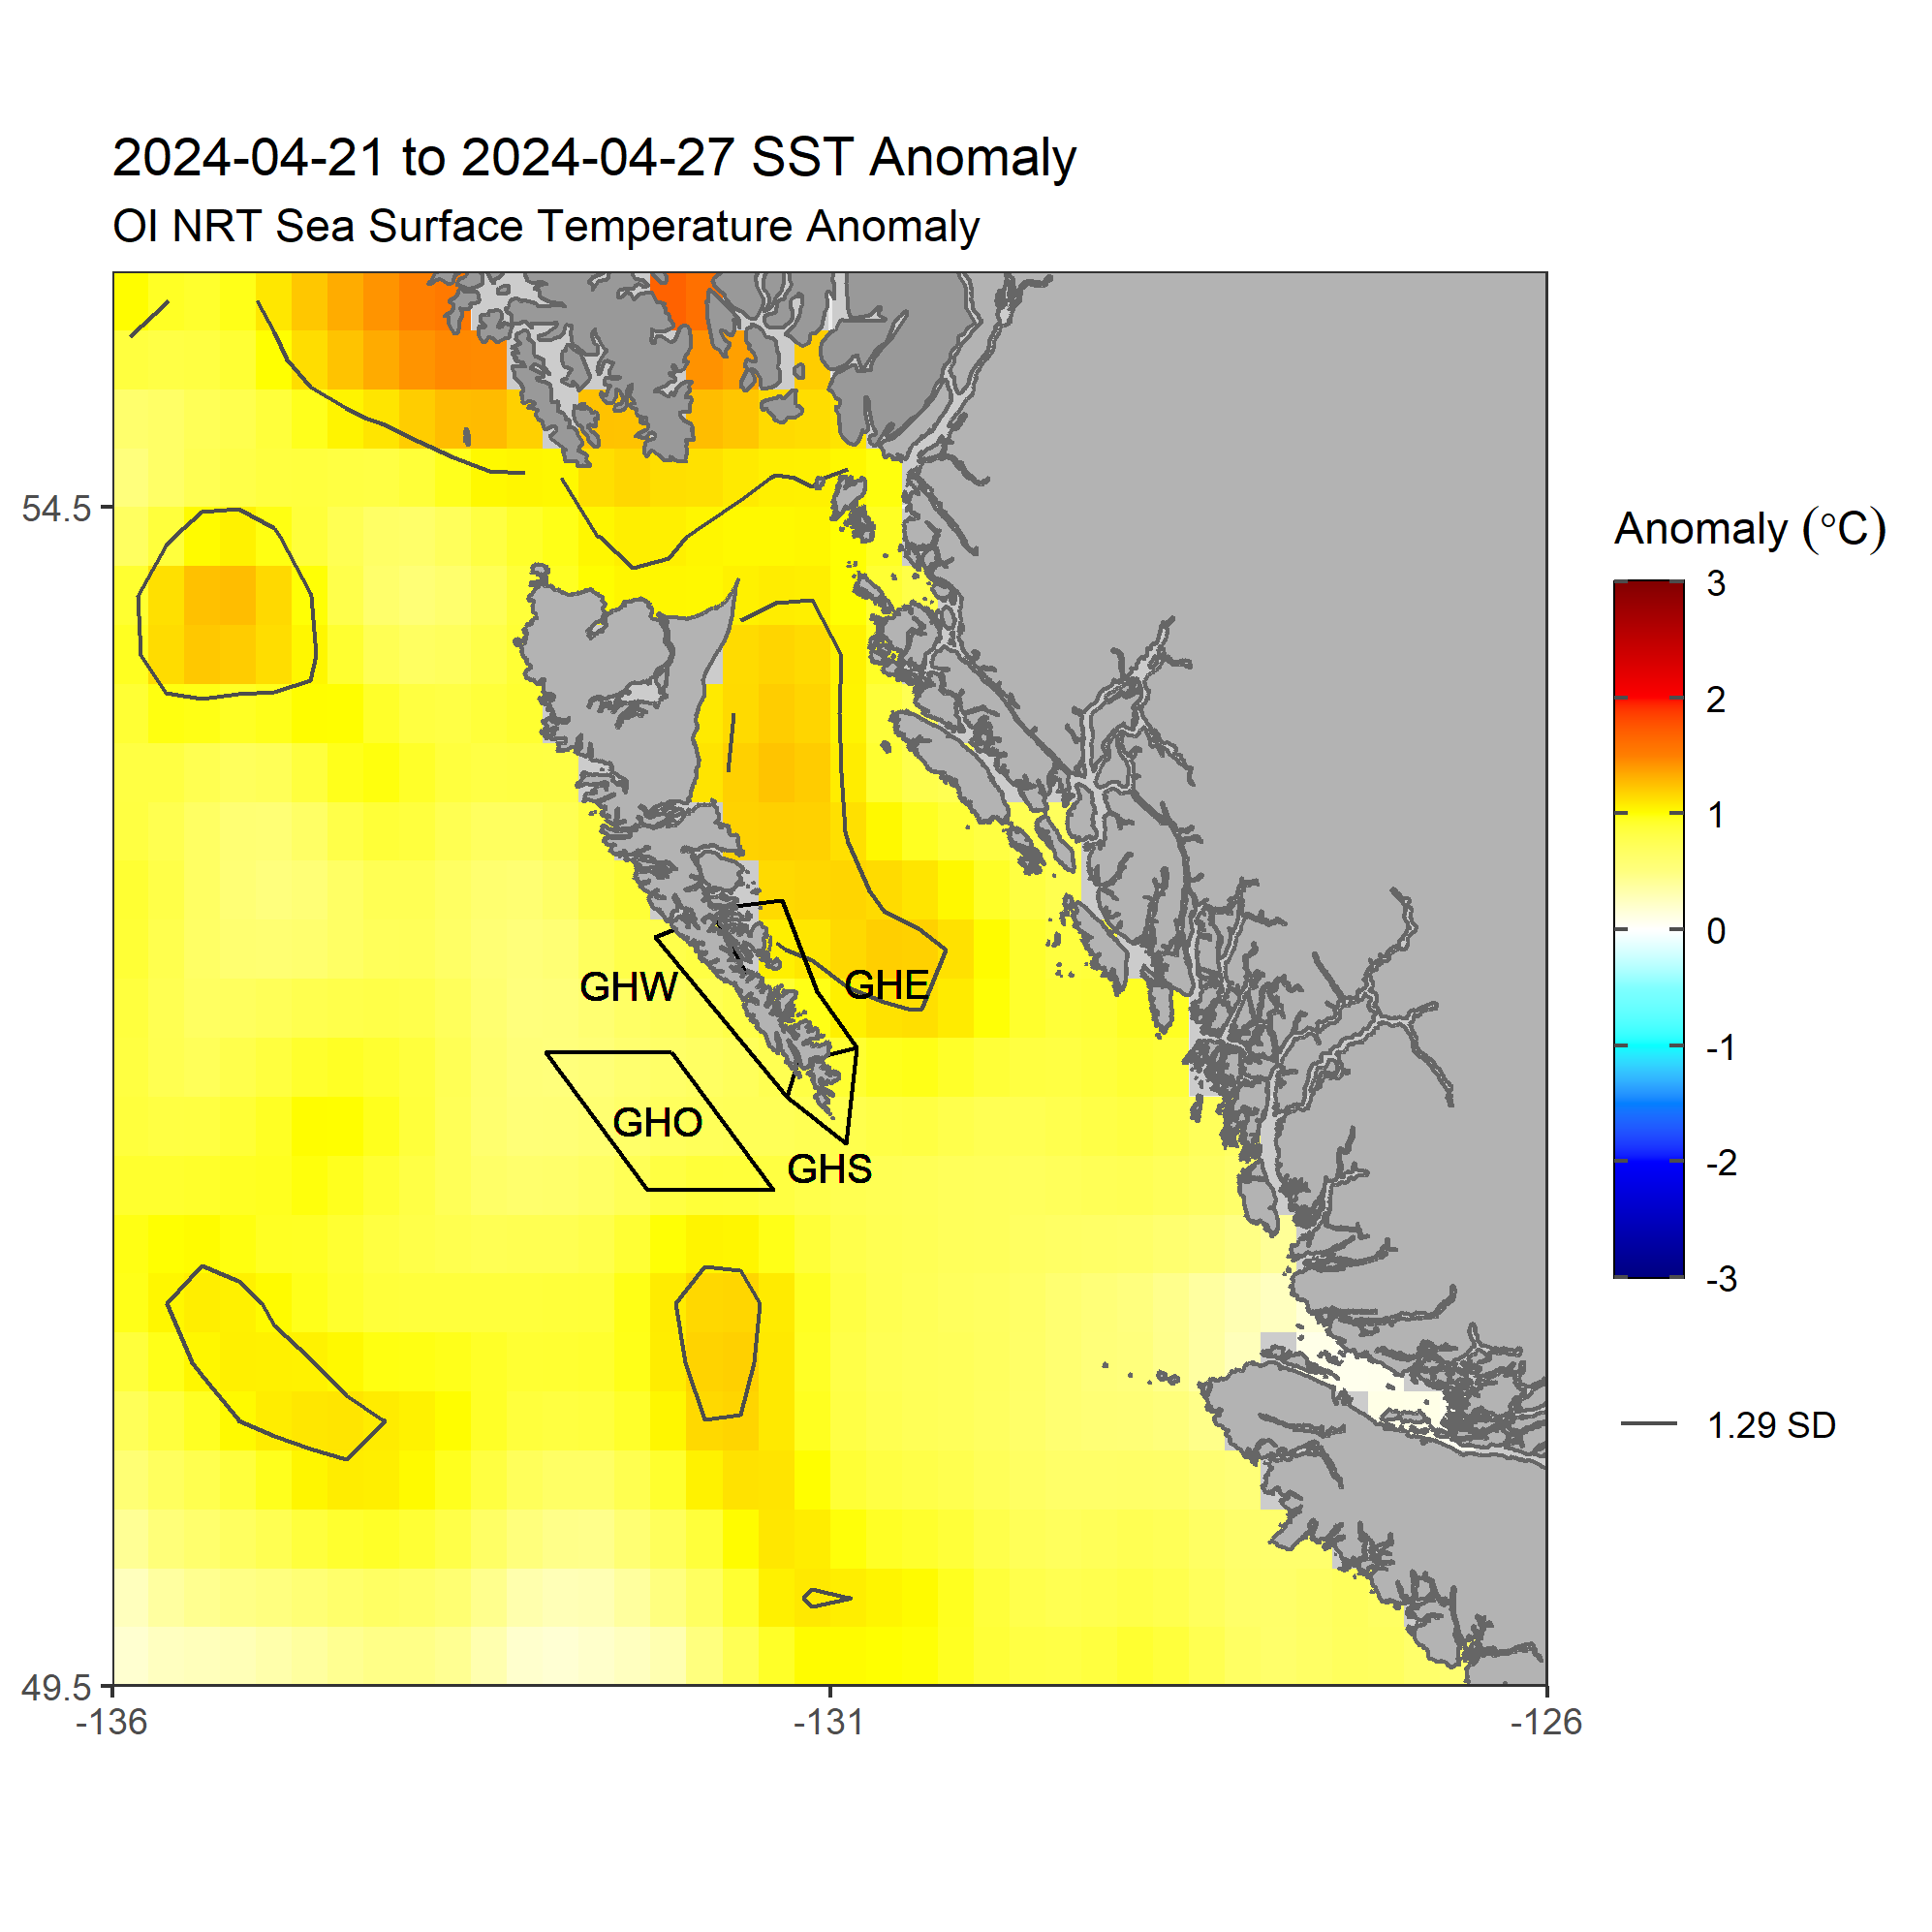 2024-04-21 to 2024-04-27 SST Anomaly
OI NRT Sea Surface Temperature Anomaly
54.5
49.5
-136
-131
-126
GHW
GHE
GHO
GHS
Anomaly (°C)
3
2
1
0
-1
-2
-3
1.29 SD